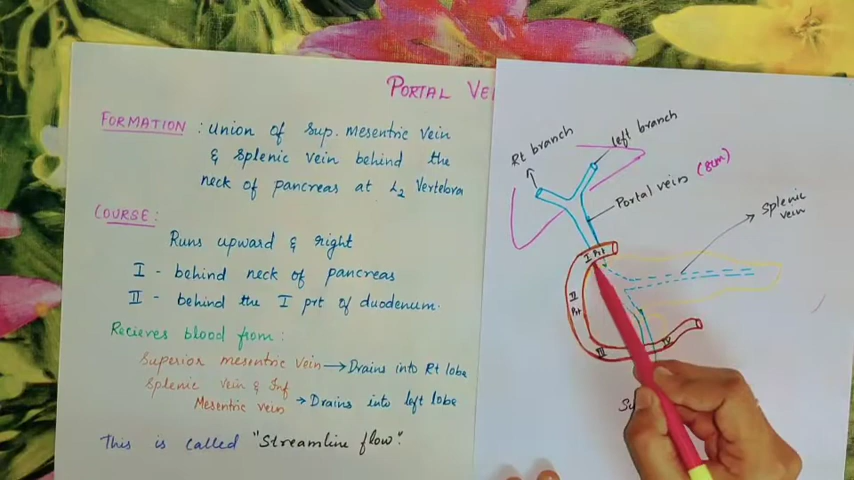 PORTAL VE
FORMATION : Union of Sup. Mesentric Vein
& Splenic Vein behind the
neck of pancreas at L2 Vertebra
COURSE :
Runs upward & right
I - behind neck of pancreas
II - behind the I prt of duodenum.
Recieves blood from :
Superior mesentric vein → Drains into Rt lobe
Splenic Vein & Inf
Mesentric vein → Drains into left lobe
This is called "Streamline flow".
Rt branch
left branch
Portal vein (8cm)
Splenic
vein
I Prt
II
Prt
III
IV
Su